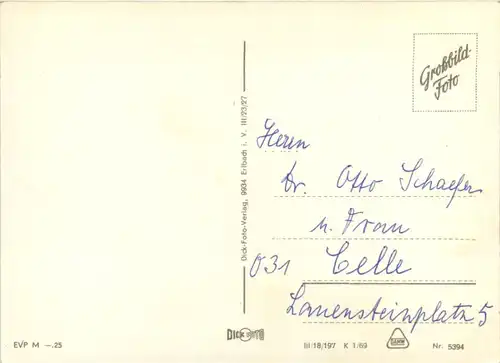 Großbild-
Foto
Dick-Foto-Verlag, 9934 Erlbach i. V. III/23/27
Herrn
Dr. Otto Schaefer
u. Frau
031 Celle
Lauensteinplatz 5
EVP M —.25
DICK FOTO
III/18/197 K 1/69
Nr. 5394